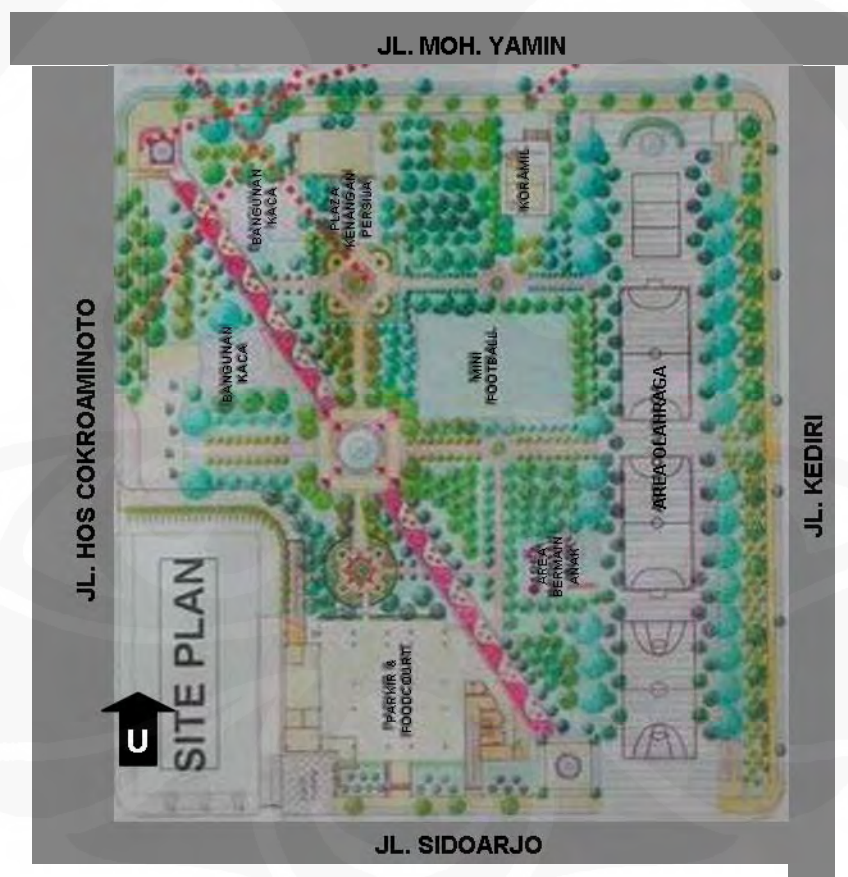 JL. MOH. YAMIN
BANGUNAN
KACA
PLAZA
KENANGAN
PERSIJA
KORAMIL
JL. HOS COKROAMINOTO
BANGUNAN
KACA
MINI
FOOTBALL
AREA OLAHRAGA
JL. KEDIRI
AREA
BERMAIN
ANAK
SITE PLAN
PARKIR &
FOODCOURT
U
JL. SIDOARJO